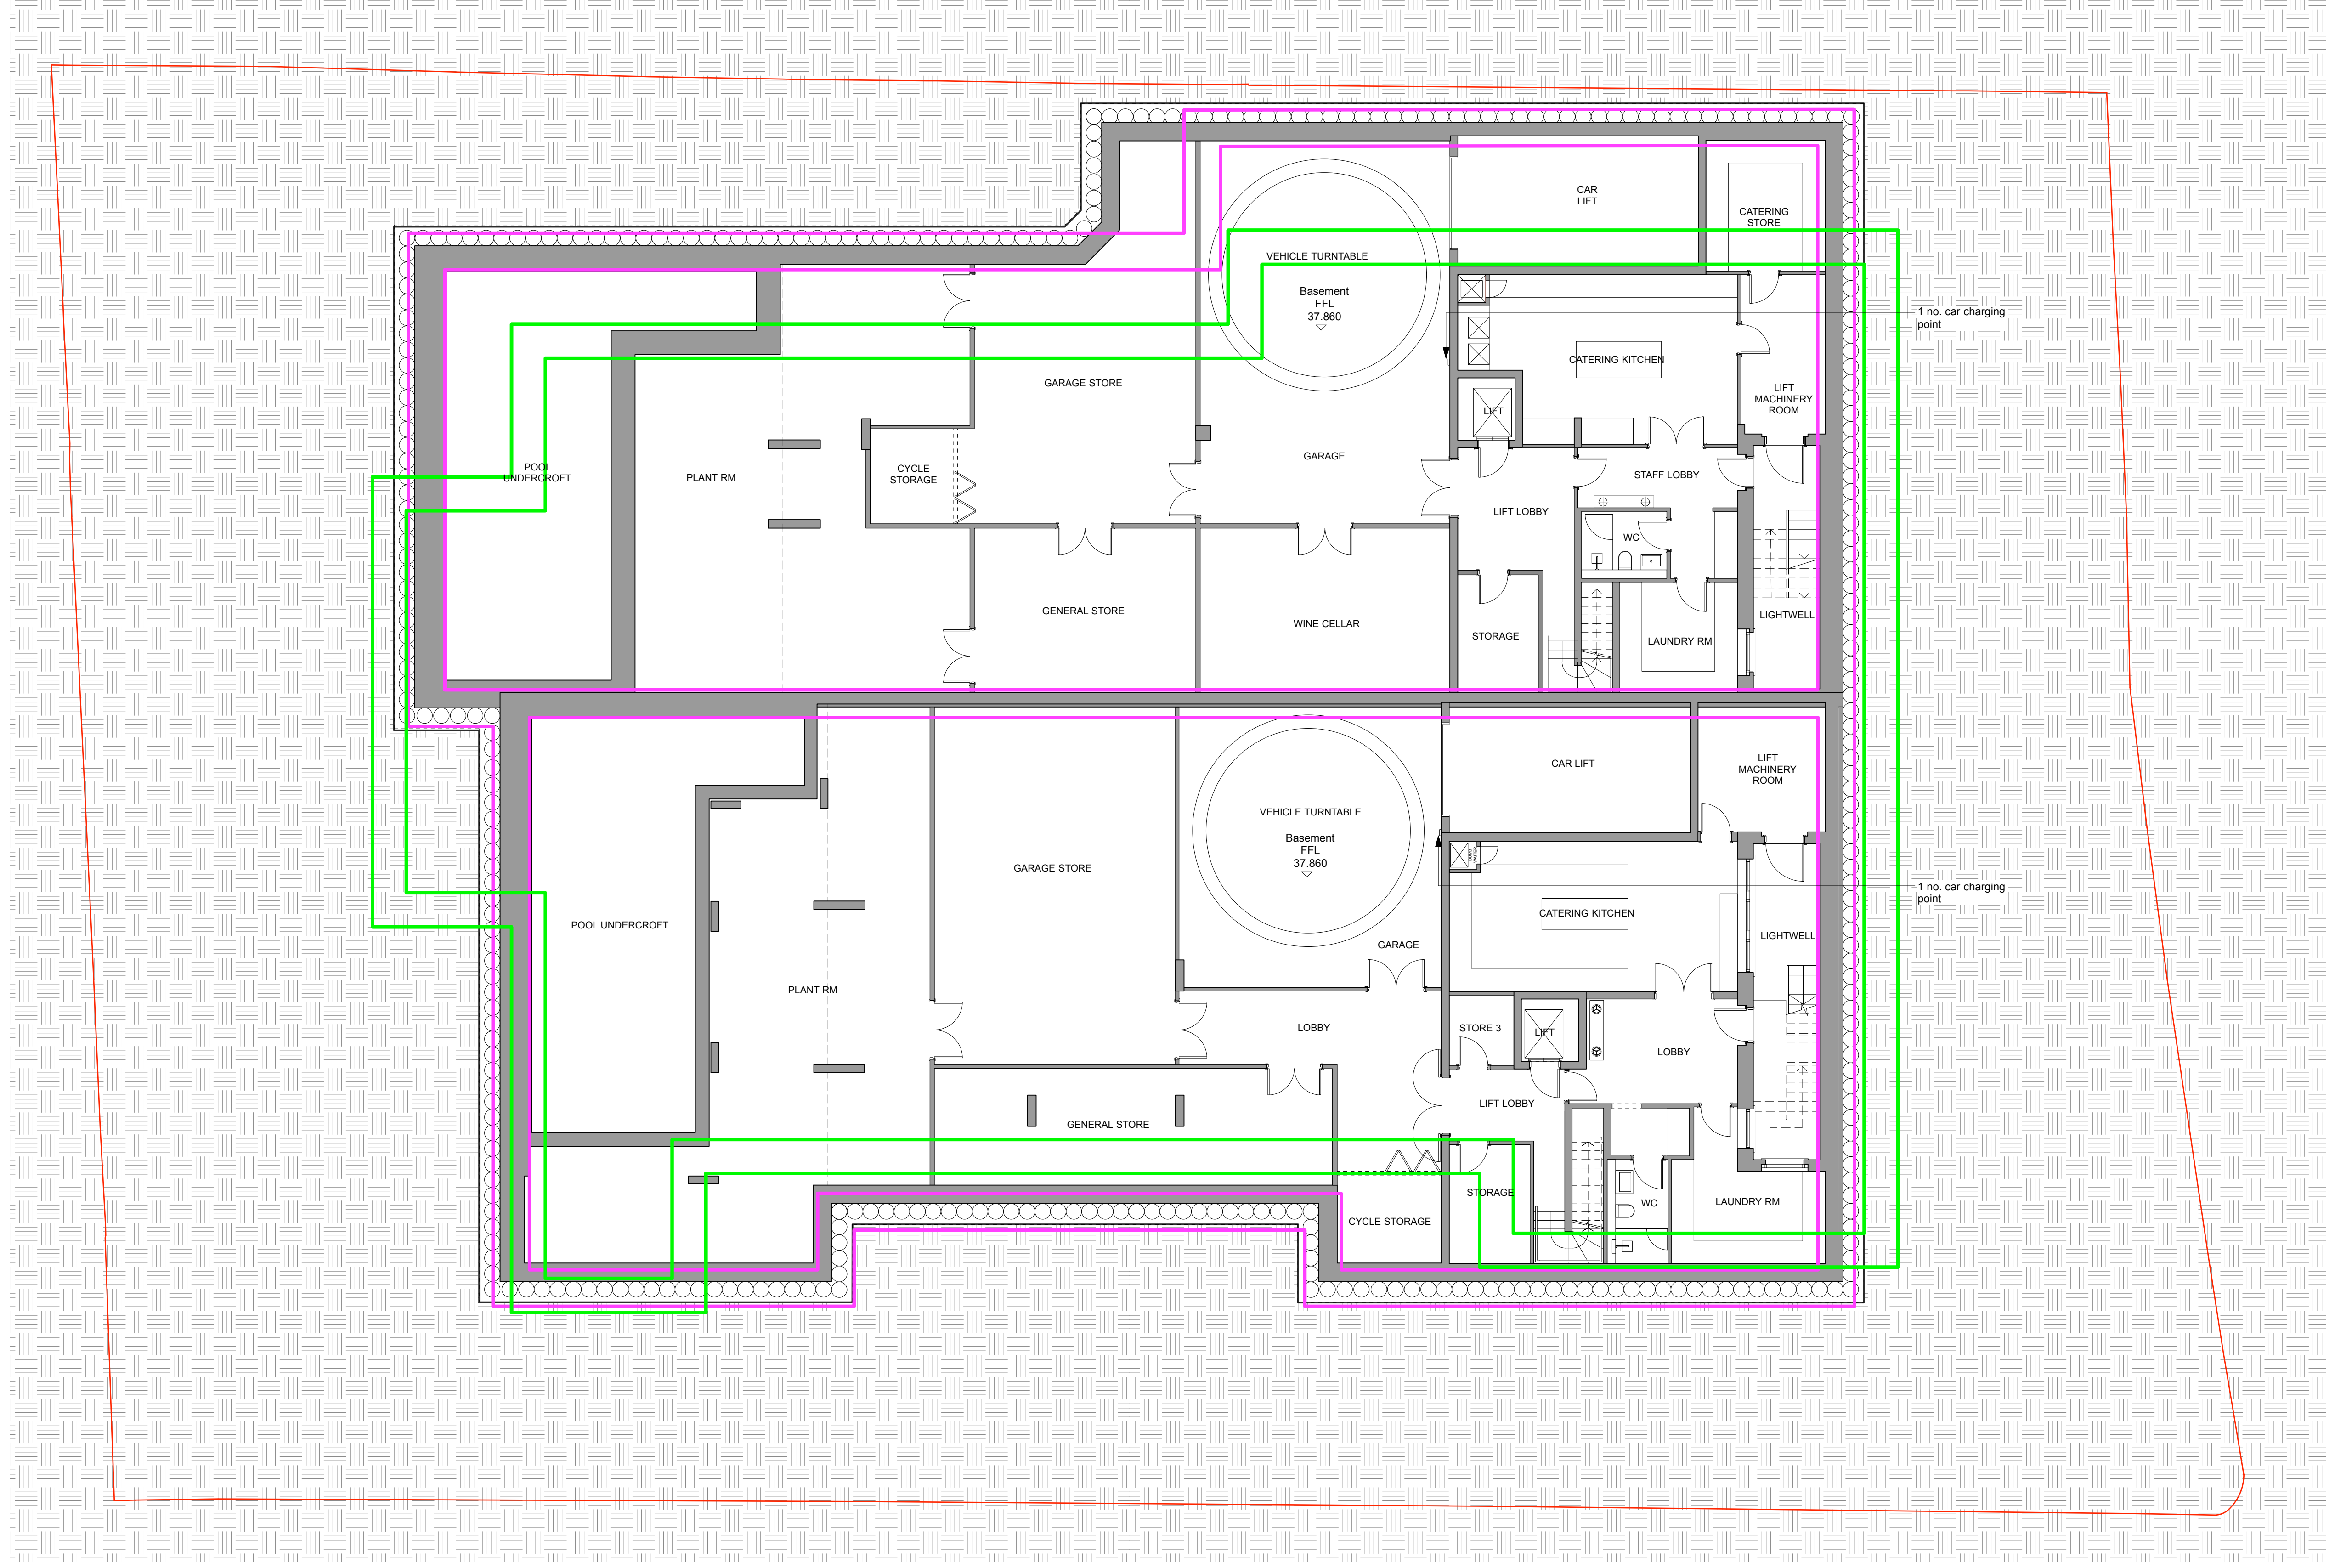 CAR
LIFT
CATERING
STORE
VEHICLE TURNTABLE
Basement
FFL
37.860
1 no. car charging
point
CATERING KITCHEN
GARAGE STORE
LIFT
MACHINERY
ROOM
LIFT
GARAGE
POOL
UNDERCROFT
PLANT RM
CYCLE
STORAGE
STAFF LOBBY
LIFT LOBBY
WC
GENERAL STORE
WINE CELLAR
STORAGE
LAUNDRY RM
LIGHTWELL
CAR LIFT
LIFT
MACHINERY
ROOM
VEHICLE TURNTABLE
Basement
FFL
37.860
GARAGE STORE
DUMB
WAITER
1 no. car charging
point
CATERING KITCHEN
POOL UNDERCROFT
GARAGE
LIGHTWELL
PLANT RM
LOBBY
STORE 3
LIFT
LOBBY
LIFT LOBBY
GENERAL STORE
STORAGE
WC
LAUNDRY RM
CYCLE STORAGE